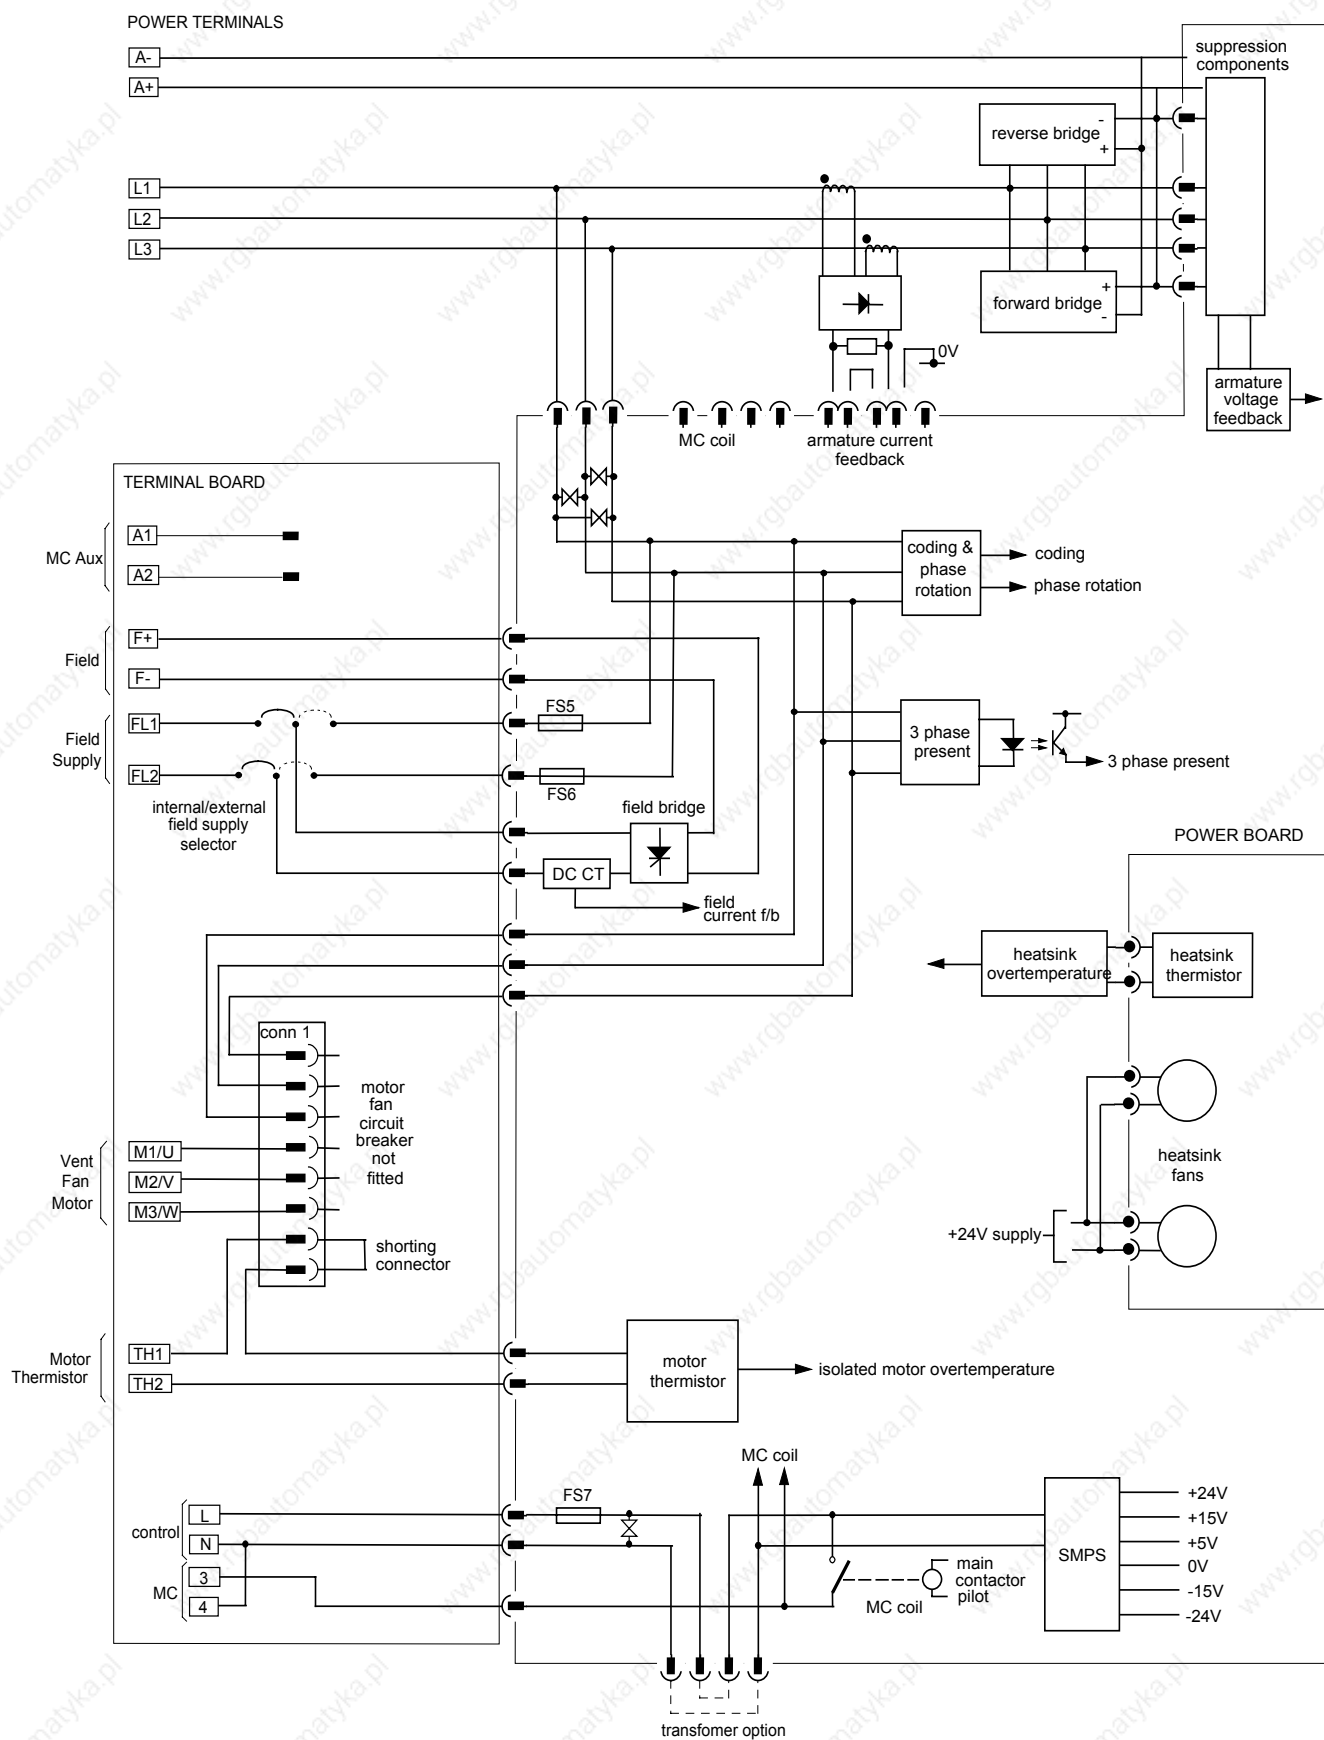 POWER TERMINALS
A-
A+
suppression
components
reverse bridge
-
+
L1
L2
L3
forward bridge
+
-
0V
armature
voltage
feedback
MC coil
armature current
feedback
TERMINAL BOARD
MC Aux
A1
A2
coding &
phase
rotation
coding
phase rotation
Field
F+
F-
Field
Supply
FL1
FL2
FS5
FS6
3 phase
present
3 phase present
internal/external
field supply
selector
field bridge
DC CT
field
current f/b
POWER BOARD
heatsink
overtemperature
heatsink
thermistor
conn 1
motor
fan
circuit
breaker
not
fitted
Vent
Fan
Motor
M1/U
M2/V
M3/W
heatsink
fans
+24V supply
shorting
connector
Motor
Thermistor
TH1
TH2
motor
thermistor
isolated motor overtemperature
MC coil
control
L
N
FS7
MC
3
4
MC coil
main
contactor
pilot
SMPS
+24V
+15V
+5V
0V
-15V
-24V
transfomer option
www.rgbautomatyka.pl